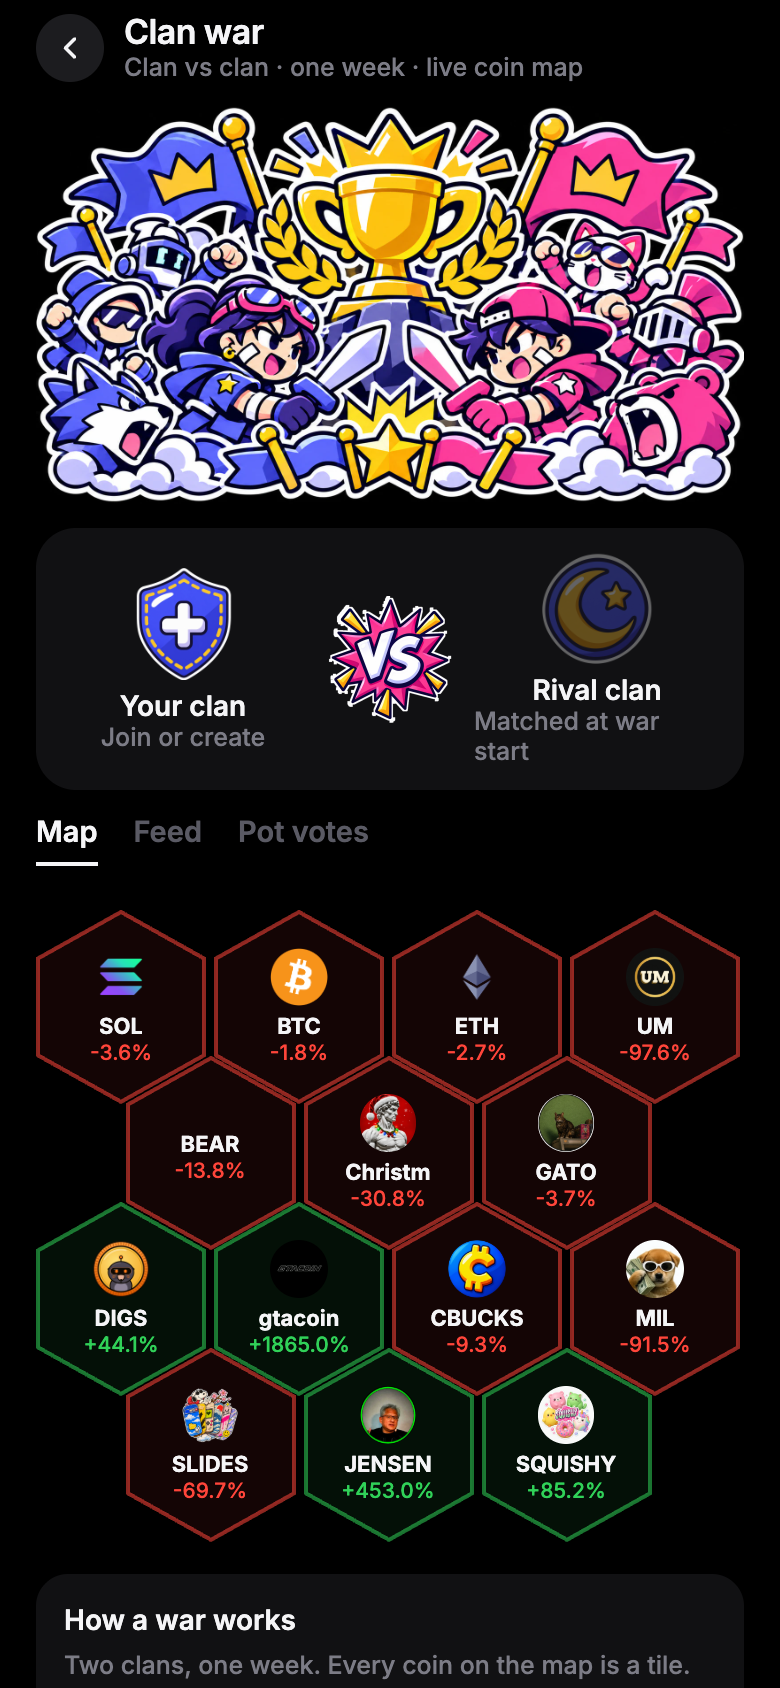 Clan war
Clan vs clan · one week · live coin map
VS
Your clan
Join or create
Rival clan
Matched at war
start
Map
Feed
Pot votes
SOL
-3.6%
BTC
-1.8%
ETH
-2.7%
UM
UM
-97.6%
BEAR
-13.8%
Christm
-30.8%
GATO
-3.7%
DIGS
+44.1%
GTACOIN
gtacoin
+1865.0%
CBUCKS
-9.3%
MIL
-91.5%
SLIDES
-69.7%
JENSEN
+453.0%
SQUISHY
+85.2%
How a war works
Two clans, one week. Every coin on the map is a tile.